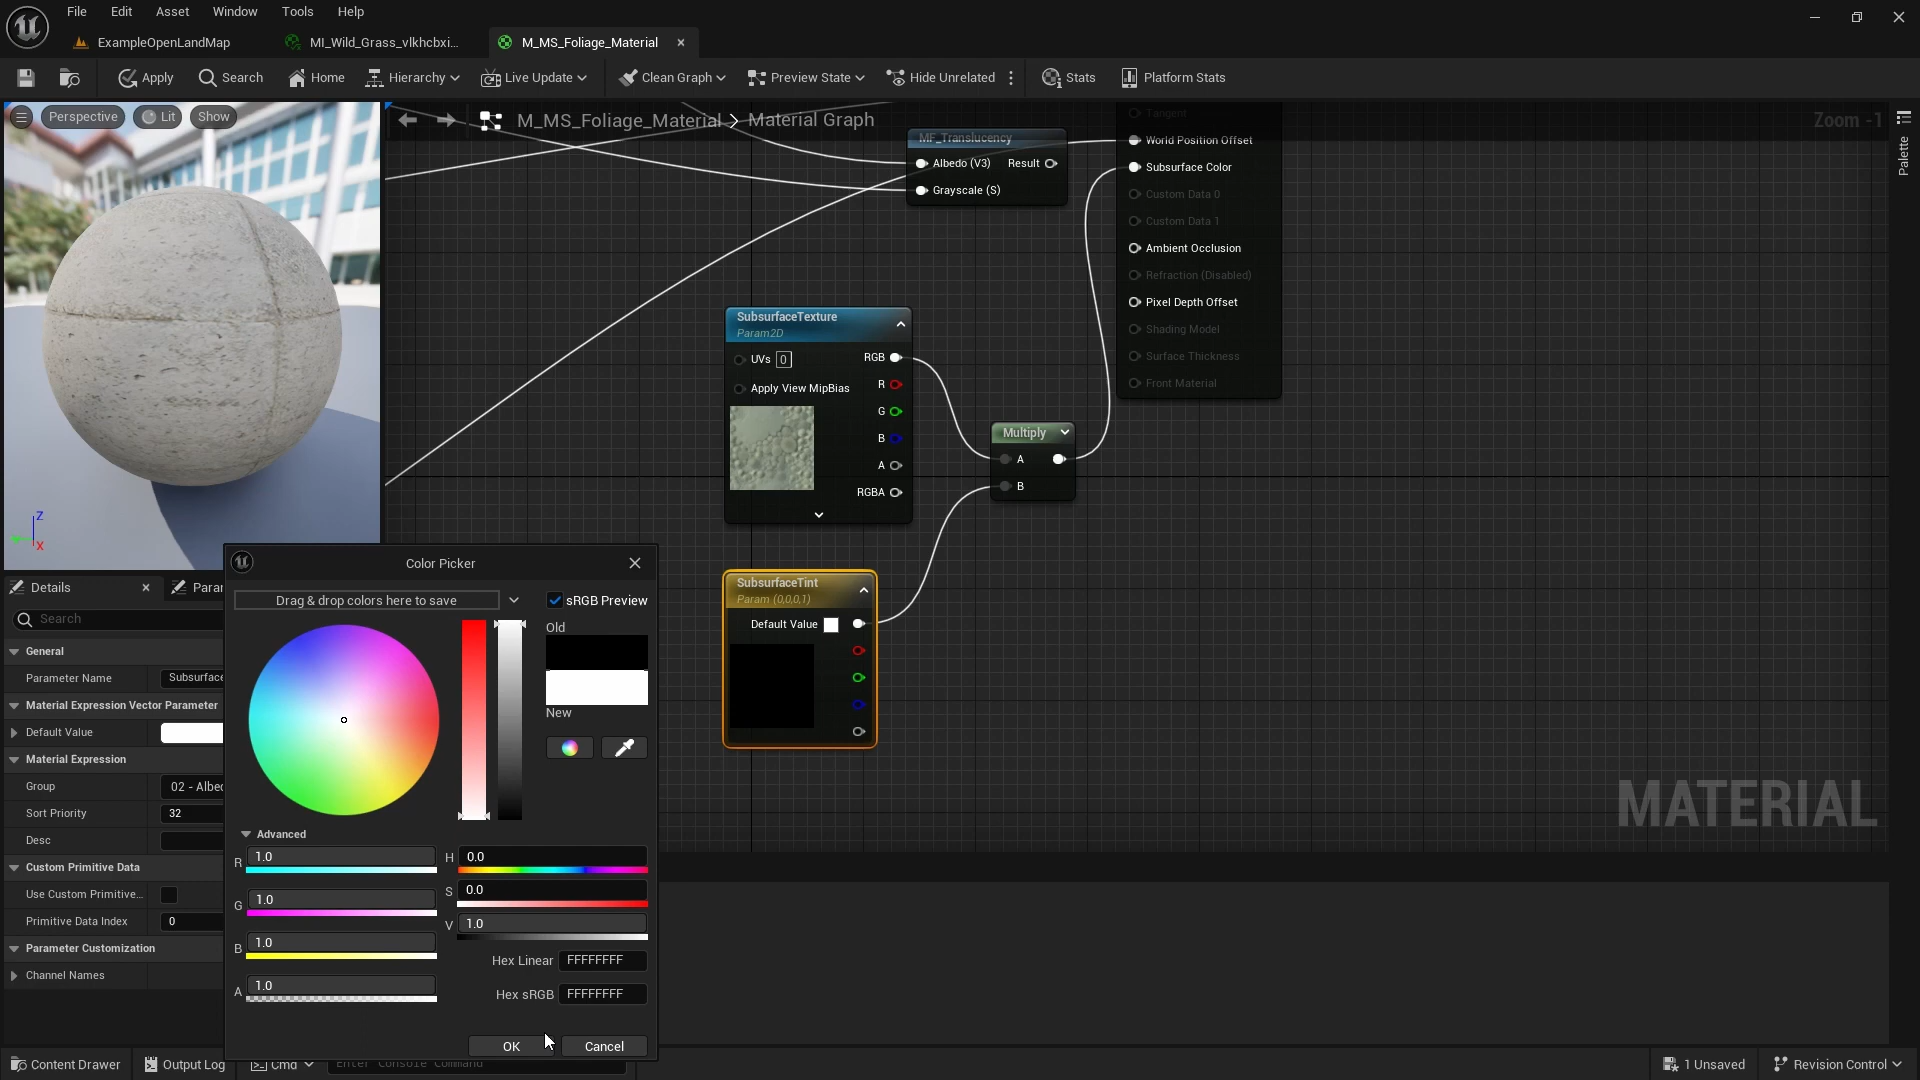 File Edit Asset Window Tools Help
ExampleOpenLandMap
MI_Wild_Grass_vlkhcbxi...
M_MS_Foliage_Material
Apply Search Home Hierarchy Live Update Clean Graph Preview State Hide Unrelated Stats Platform Stats
Perspective Lit Show
M_MS_Foliage_Material > Material Graph
Zoom -1
Palette
Tangent
World Position Offset
Subsurface Color
Custom Data 0
Custom Data 1
Ambient Occlusion
Refraction (Disabled)
Pixel Depth Offset
Shading Model
Surface Thickness
Front Material
MF_Translucency
Albedo (V3) Result
Grayscale (S)
SubsurfaceTexture
Param2D
UVs 0 RGB
Apply View MipBias R
G
B
A
RGBA
Multiply
A
B
SubsurfaceTint
Param (0,0,0,1)
Default Value
MATERIAL
Z
X
Details
Para
Search
General
Parameter Name Subsurface
Material Expression Vector Parameter
Default Value
Material Expression
Group 02 - Albed
Sort Priority 32
Desc
Custom Primitive Data
Use Custom Primitive...
Primitive Data Index 0
Parameter Customization
Channel Names
Color Picker
Drag & drop colors here to save
sRGB Preview
Old
New
Advanced
R 1.0
G 1.0
B 1.0
A 1.0
H 0.0
S 0.0
V 1.0
Hex Linear FFFFFFFF
Hex sRGB FFFFFFFF
OK Cancel
Content Drawer Output Log Cmd Enter Console Command
1 Unsaved Revision Control